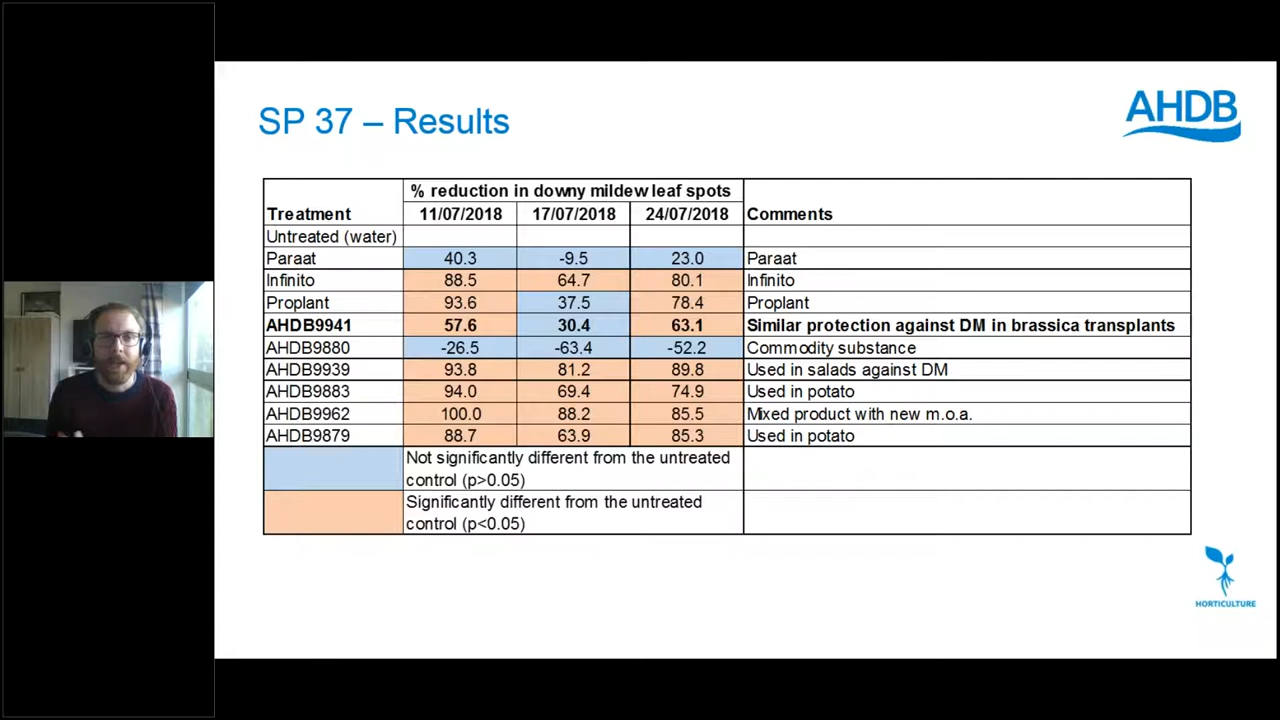 SP 37 – Results
AHDB
% reduction in downy mildew leaf spots
Treatment 11/07/2018 17/07/2018 24/07/2018 Comments
Untreated (water)
Paraat 40.3 -9.5 23.0 Paraat
Infinito 88.5 64.7 80.1 Infinito
Proplant 93.6 37.5 78.4 Proplant
AHDB9941 57.6 30.4 63.1 Similar protection against DM in brassica transplants
AHDB9880 -26.5 -63.4 -52.2 Commodity substance
AHDB9939 93.8 81.2 89.8 Used in salads against DM
AHDB9883 94.0 69.4 74.9 Used in potato
AHDB9962 100.0 88.2 85.5 Mixed product with new m.o.a.
AHDB9879 88.7 63.9 85.3 Used in potato
Not significantly different from the untreated
control (p>0.05)
Significantly different from the untreated
control (p<0.05)
HORTICULTURE